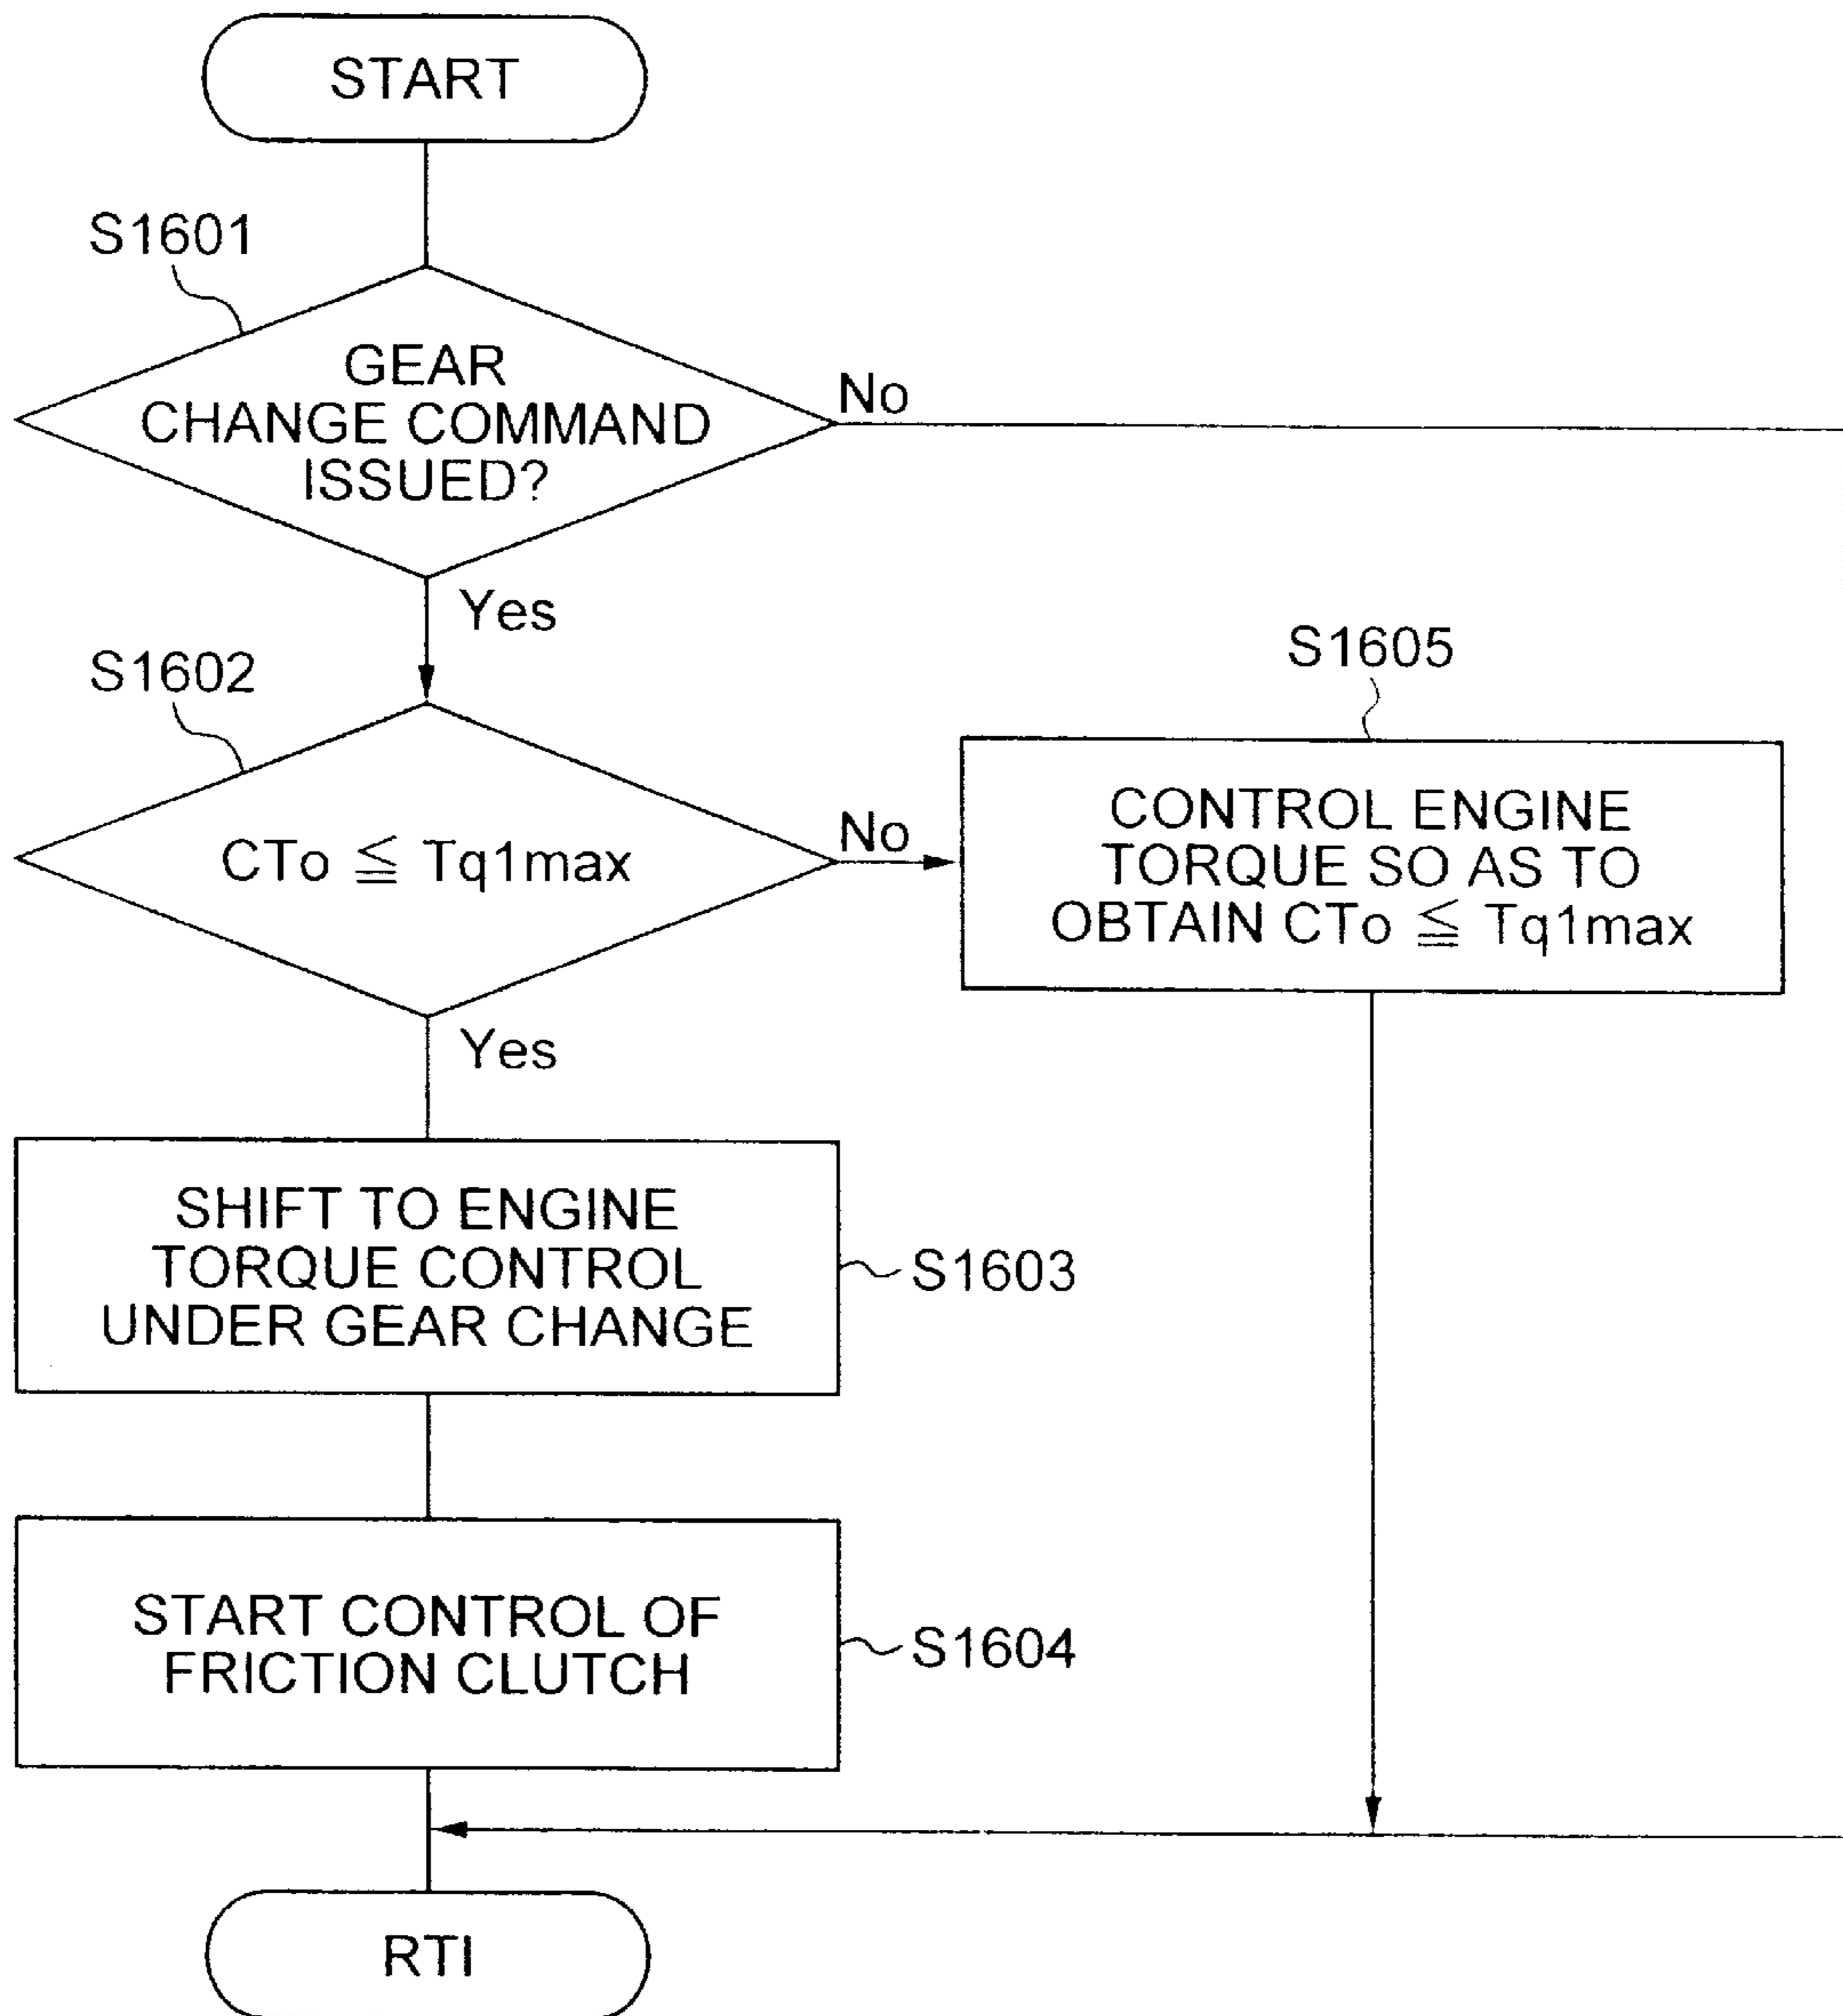 START
S1601
GEAR
CHANGE COMMAND
ISSUED?
No
Yes
S1602
CTo ≦ Tq1max
No
S1605
CONTROL ENGINE
TORQUE SO AS TO
OBTAIN CTo ≦ Tq1max
Yes
SHIFT TO ENGINE
TORQUE CONTROL
UNDER GEAR CHANGE
S1603
START CONTROL OF
FRICTION CLUTCH
S1604
RTI